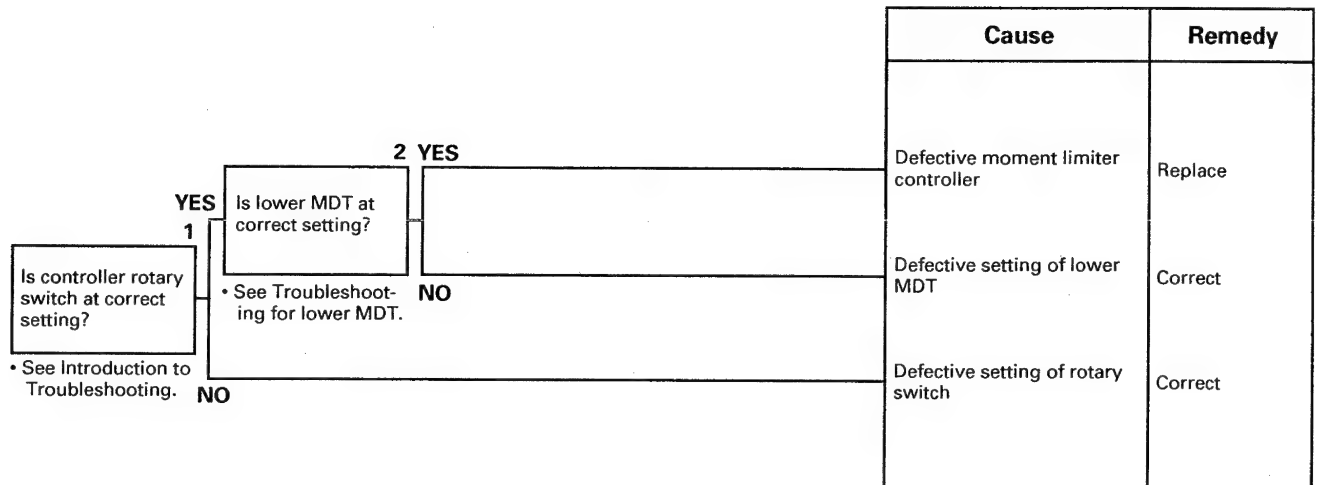 Cause Remedy
2 YES
Defective moment limiter
controller
Replace
YES
Is lower MDT at
correct setting?
1
Is controller rotary
switch at correct
setting?
Defective setting of lower
MDT
Correct
• See Troubleshoot-
ing for lower MDT.
NO
• See Introduction to
Troubleshooting.
NO
Defective setting of rotary
switch
Correct